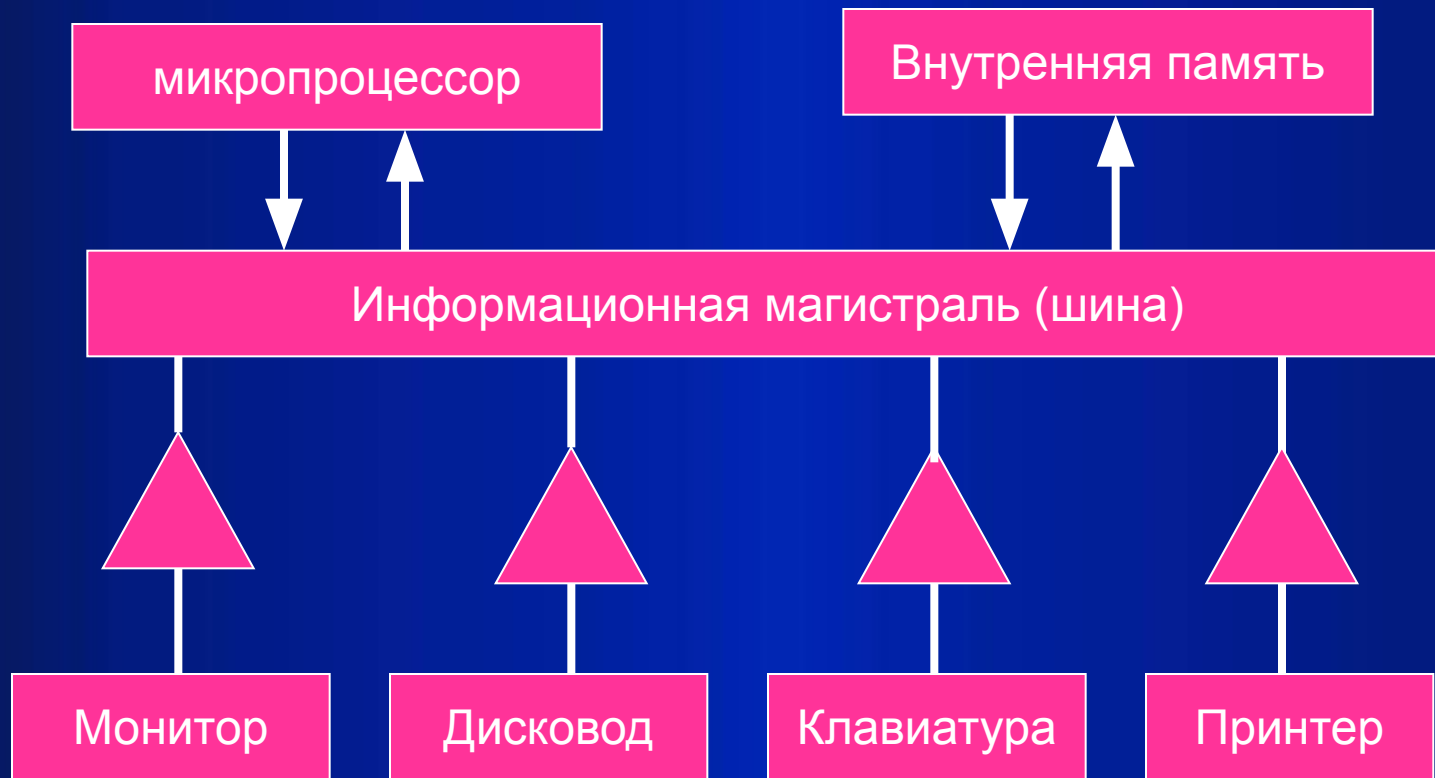 микропроцессор
Внутренняя память
Информационная магистраль (шина)
Монитор
Дисковод
Клавиатура
Принтер